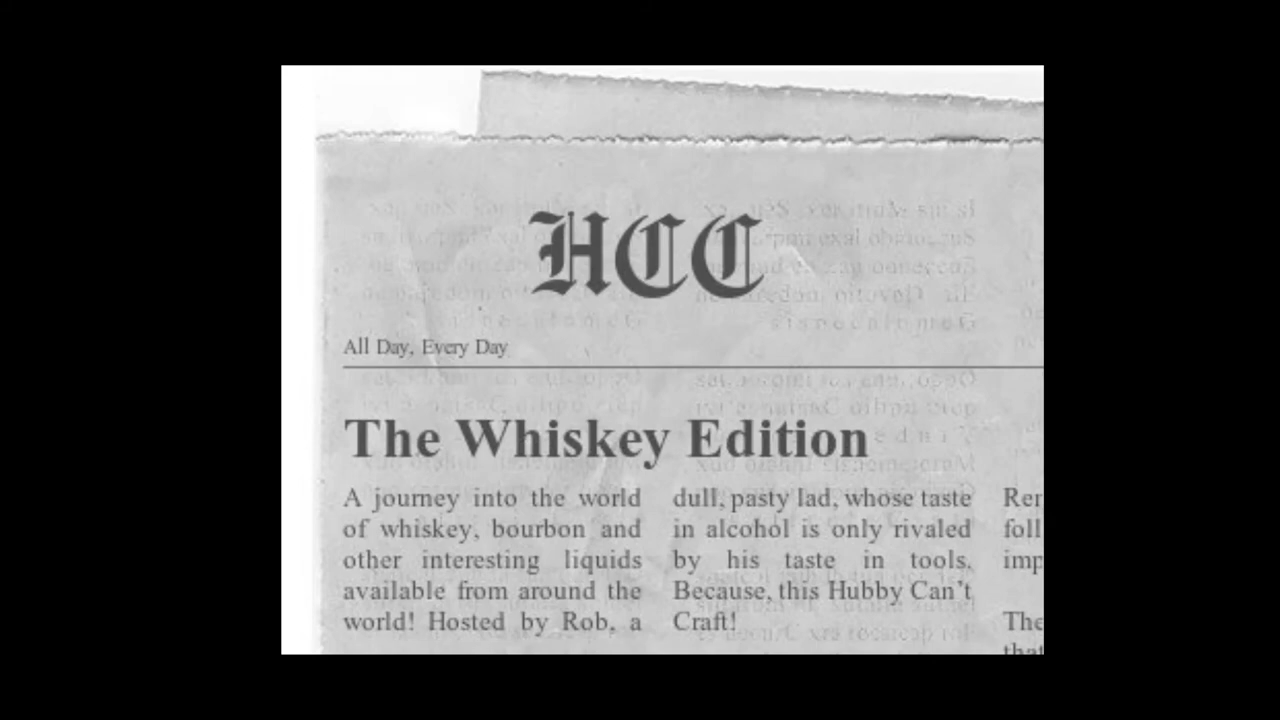 HCC
All Day, Every Day
The Whiskey Edition
A journey into the world
of whiskey, bourbon and
other interesting liquids
available from around the
world! Hosted by Rob, a
dull, pasty lad, whose taste
in alcohol is only rivaled
by his taste in tools.
Because, this Hubby Can't
Craft!
The
that